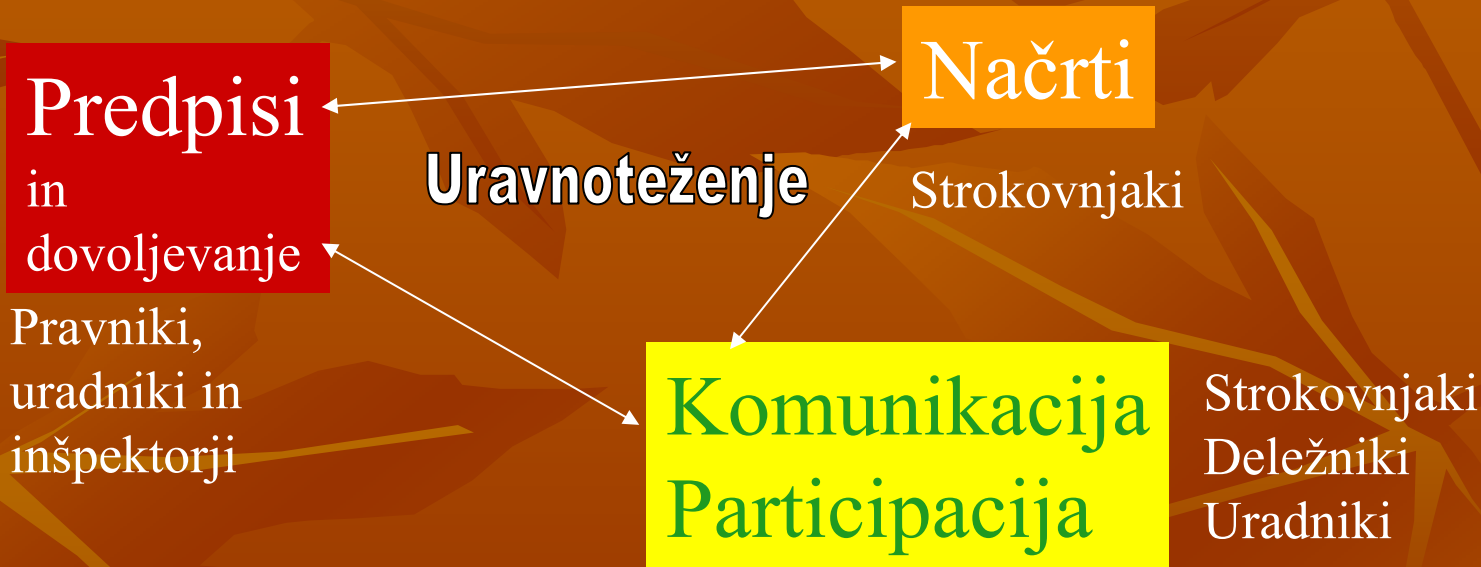 Predpisi
in
dovoljevanje
Pravniki,
uradniki in
inšpektorji
Uravnoteženje
Načrti
Strokovnjaki
Komunikacija
Participacija
Strokovnjaki
Deležniki
Uradniki